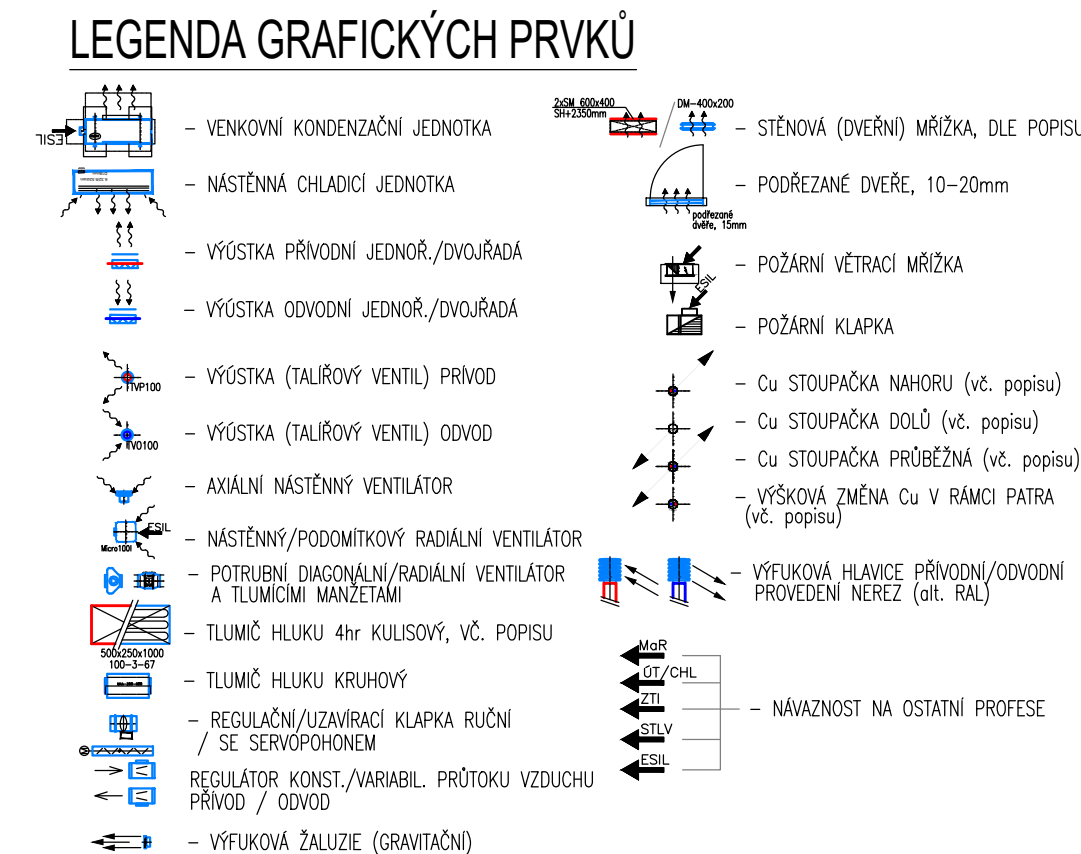 LEGENDA GRAFICKÝCH PRVKŮ
ESIL
– VENKOVNÍ KONDENZAČNÍ JEDNOTKA
– NÁSTĚNNÁ CHLADICÍ JEDNOTKA
– VÝÚSTKA PŘÍVODNÍ JEDNOŘ./DVOJŘADÁ
– VÝÚSTKA ODVODNÍ JEDNOŘ./DVOJŘADÁ
TVP100
– VÝÚSTKA (TALÍŘOVÝ VENTIL) PRÍVOD
TVO100
– VÝÚSTKA (TALÍŘOVÝ VENTIL) ODVOD
– AXIÁLNÍ NÁSTĚNNÝ VENTILÁTOR
ESIL
Micro100I
– NÁSTĚNNÝ/PODOMÍTKOVÝ RADIÁLNÍ VENTILÁTOR
– POTRUBNÍ DIAGONÁLNÍ/RADIÁLNÍ VENTILÁTOR
A TLUMÍCÍMI MANŽETAMI
– TLUMIČ HLUKU 4hr KULISOVÝ, VČ. POPISU
500x250x1000
100-3-67
– TLUMIČ HLUKU KRUHOVÝ
– REGULAČNÍ/UZAVÍRACÍ KLAPKA RUČNÍ
/ SE SERVOPOHONEM
REGULÁTOR KONST./VARIABIL. PRŮTOKU VZDUCHU
PŘÍVOD / ODVOD
– VÝFUKOVÁ ŽALUZIE (GRAVITAČNÍ)
2xSM 600x400
SH+2350mm
DM-400x200
– STĚNOVÁ (DVEŘNÍ) MŘÍŽKA, DLE POPISU
– PODŘEZANÉ DVEŘE, 10–20mm
podřezané
dvěře, 15mm
– POŽÁRNÍ VĚTRACÍ MŘÍŽKA
ESIL
– POŽÁRNÍ KLAPKA
– Cu STOUPAČKA NAHORU (vč. popisu)
– Cu STOUPAČKA DOLŮ (vč. popisu)
– Cu STOUPAČKA PRŮBĚŽNÁ (vč. popisu)
– VÝŠKOVÁ ZMĚNA Cu V RÁMCI PATRA
(vč. popisu)
– VÝFUKOVÁ HLAVICE PŘÍVODNÍ/ODVODNÍ
PROVEDENÍ NEREZ (alt. RAL)
MaR
ÚT/CHL
ZTI
STLV
ESIL
– NÁVAZNOST NA OSTATNÍ PROFESE